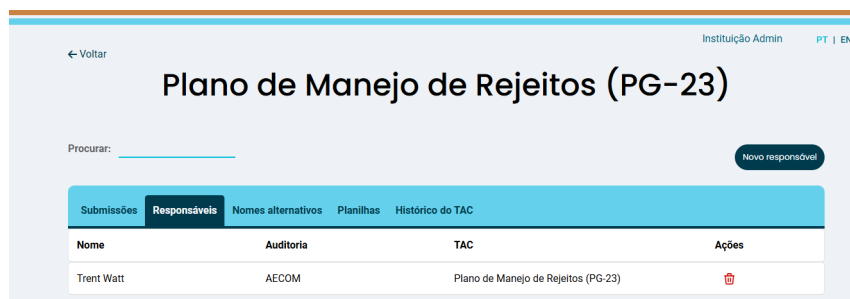 Instituição Admin PT | EN
← Voltar
Plano de Manejo de Rejeitos (PG-23)
Procurar:
Novo responsável
Submissões Responsáveis Nomes alternativos Planilhas Histórico do TAC
Nome Auditoria TAC Ações
Trent Watt AECOM Plano de Manejo de Rejeitos (PG-23)